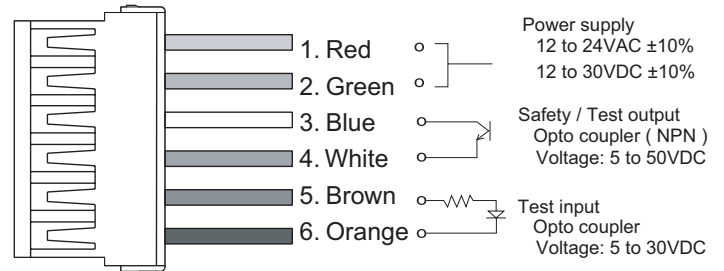 1. Red
2. Green
3. Blue
4. White
5. Brown
6. Orange
Power supply
12 to 24VAC ±10%
12 to 30VDC ±10%
Safety / Test output
Opto coupler ( NPN )
Voltage: 5 to 50VDC
Test input
Opto coupler
Voltage: 5 to 30VDC